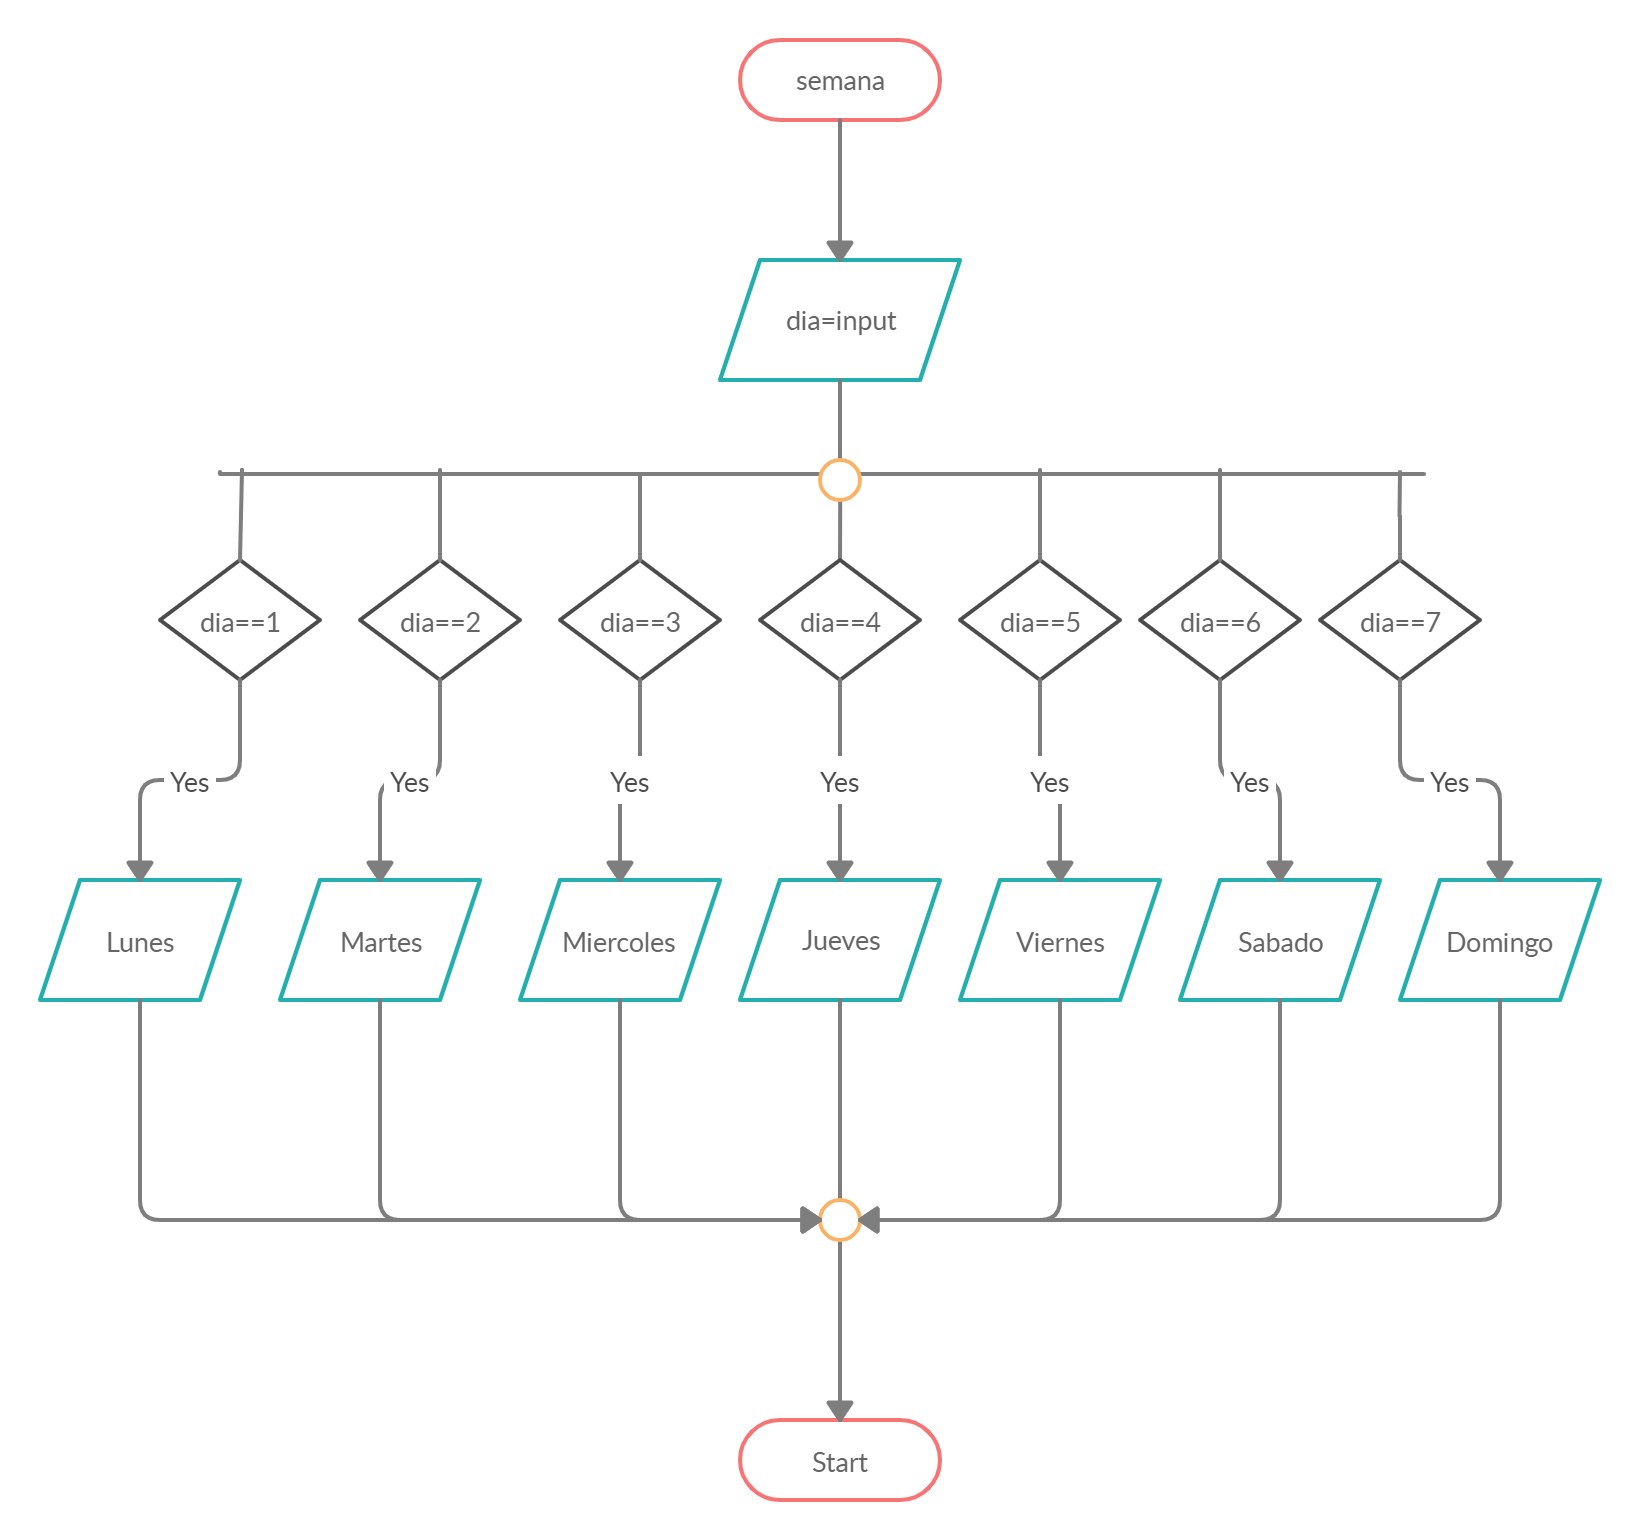 semana
dia=input
dia==1
dia==2
dia==3
dia==4
dia==5
dia==6
dia==7
Yes
Yes
Yes
Yes
Yes
Yes
Yes
Lunes
Martes
Miercoles
Jueves
Viernes
Sabado
Domingo
Start